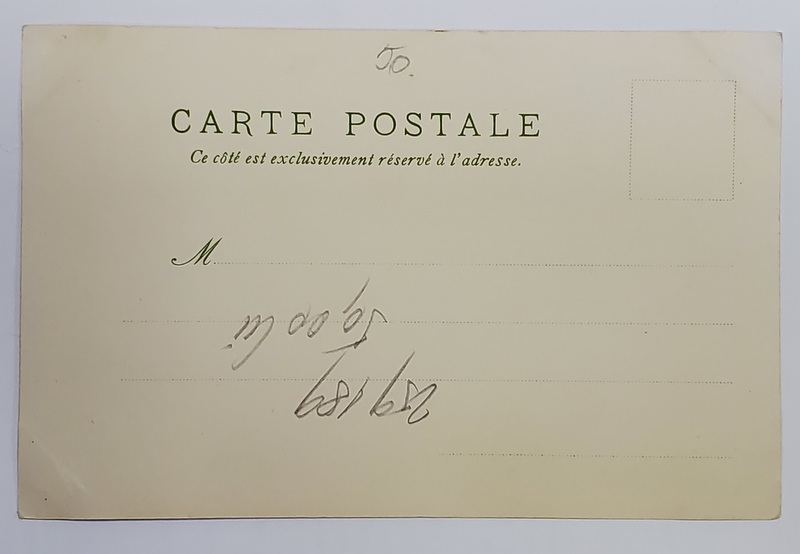 50.
CARTE POSTALE
Ce côté est exclusivement réservé à l'adresse.
M